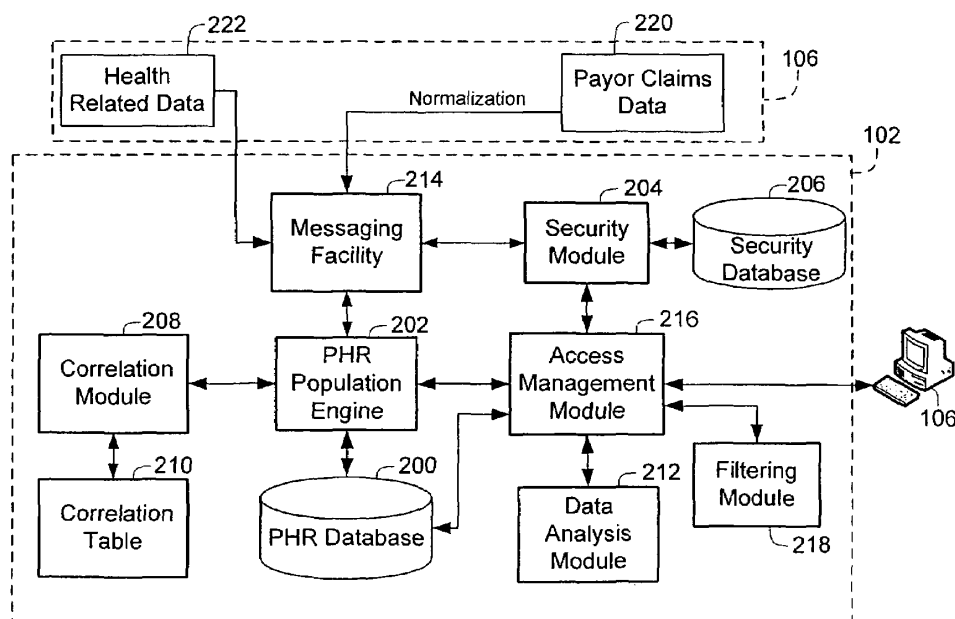 222
220
106
Health
Related Data
Payor Claims
Data
Normalization
102
214
204
206
Messaging
Facility
Security
Module
Security
Database
208
202
216
Correlation
Module
PHR
Population
Engine
Access
Management
Module
106
210
200
212
Correlation
Table
PHR Database
Data
Analysis
Module
Filtering
Module
218